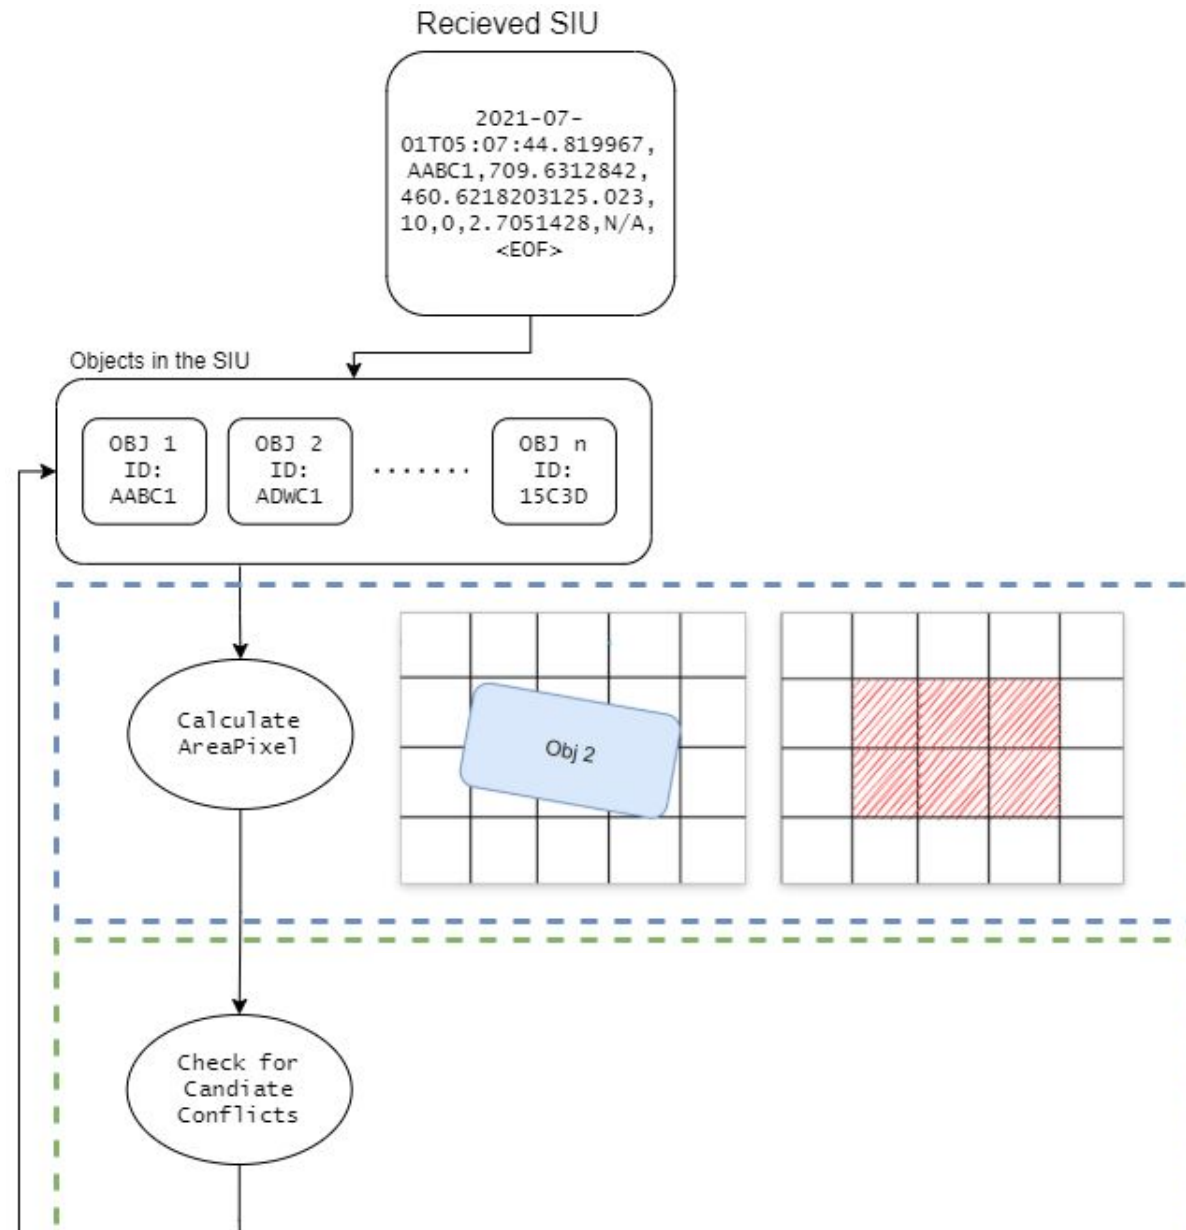 Recieved SIU
2021-07-
01T05:07:44.819967,
AABC1,709.6312842,
460.6218203125.023,
10,0,2.7051428,N/A,
<EOF>
Objects in the SIU
OBJ 1
ID:
AABC1
OBJ 2
ID:
ADWC1
.......
OBJ n
ID:
15C3D
Calculate
AreaPixel
Obj 2
Check for
Candiate
Conflicts